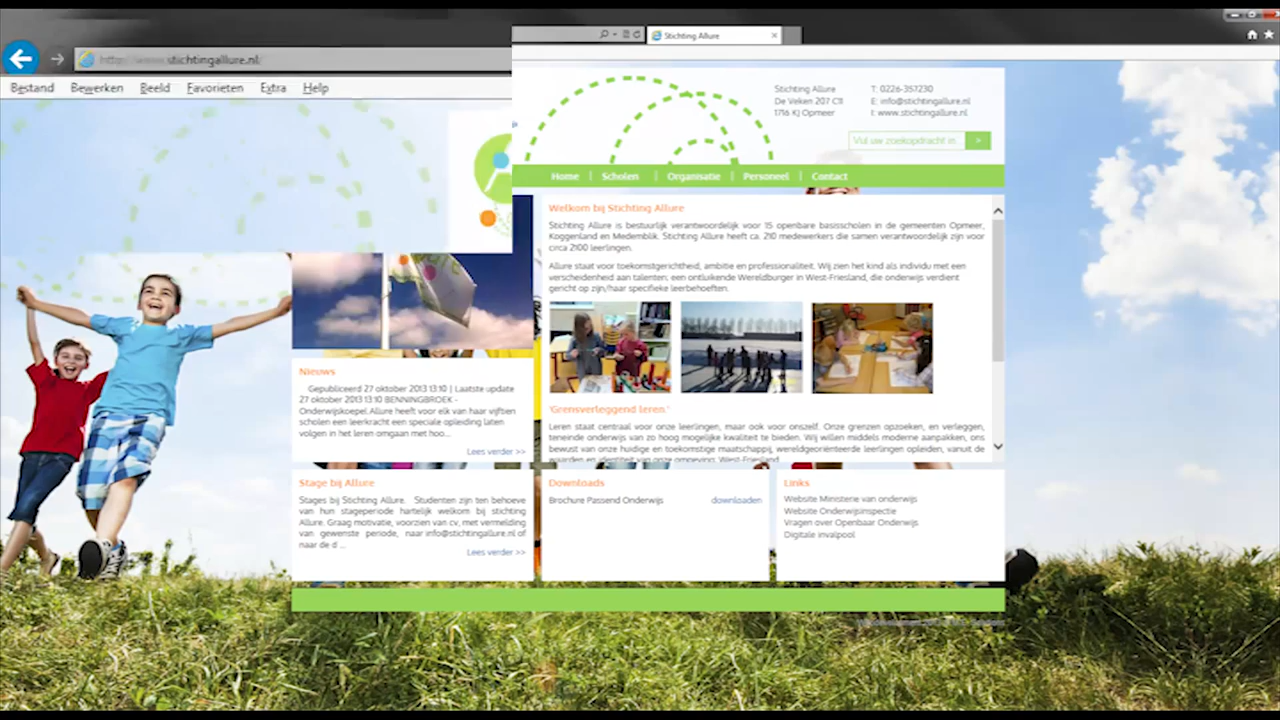 Stichting Allure
http://www.stichtingallure.nl/
Bestand Bewerken Beeld Favorieten Extra Help
Stichting Allure
De Veken 207 C11
1716 KJ Opmeer
T: 0226-357230
E: info@stichtingallure.nl
I: www.stichtingallure.nl
Vul uw zoekopdracht in >
Home | Scholen | Organisatie | Personeel | Contact
Welkom bij Stichting Allure
Stichting Allure is bestuurlijk verantwoordelijk voor 15 openbare basisscholen in de gemeenten Opmeer,
Koggenland en Medemblik. Stichting Allure heeft ca. 210 medewerkers die samen verantwoordelijk zijn voor
circa 2100 leerlingen.
Allure staat voor toekomstgerichtheid, ambitie en professionaliteit. Wij zien het kind als individu met een
verscheidenheid aan talenten; een ontluikende Wereldburger in West-Friesland, die onderwijs verdient
gericht op zijn/haar specifieke leerbehoeften.
'Grensverleggend leren.'
Leren staat centraal voor onze leerlingen, maar ook voor onszelf. Onze grenzen opzoeken, en verleggen,
teneinde onderwijs van zo hoog mogelijke kwaliteit te bieden. Wij willen middels moderne aanpakken, ons
bewust van onze huidige en toekomstige maatschappij, wereldgeoriënteerde leerlingen opleiden, vanuit de
waarden en identiteit van onze omgeving: West-Friesland.
Nieuws
Gepubliceerd 27 oktober 2013 13:10 | Laatste update
27 oktober 2013 13:10 BENNINGBROEK -
Onderwijskoepel Allure heeft voor elk van haar vijftien
scholen een leerkracht een speciale opleiding laten
volgen in het leren omgaan met hoo...
Lees verder >>
Stage bij Allure
Stages bij Stichting Allure. Studenten zijn ten behoeve
van hun stageperiode hartelijk welkom bij stichting
Allure. Graag motivatie, voorzien van cv, met vermelding
van gewenste periode, naar info@stichtingallure.nl of
naar de d ...
Lees verder >>
Downloads
Brochure Passend Onderwijs downloaden
Links
Website Ministerie van onderwijs
Website Onderwijsinspectie
Vragen over Openbaar Onderwijs
Digitale invalpool